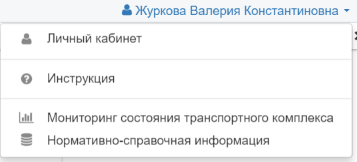 Журкова Валерия Константиновна
Личный кабинет
Инструкция
Мониторинг состояния транспортного комплекса
Нормативно-справочная информация